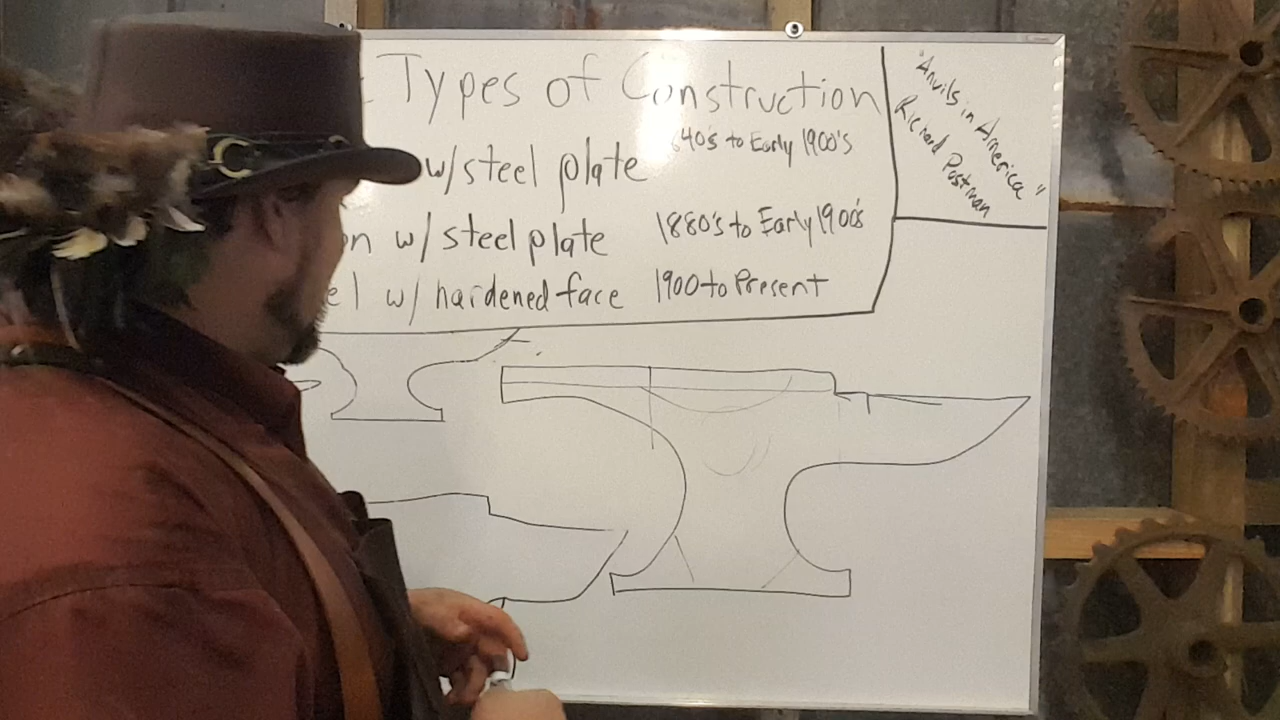 Types of Construction
w/steel plate
40's to Early 1900's
w/ steel plate
1880's to Early 1900's
w/ hardened face
1900 to Present
"Anvils in America"
Richard Postman